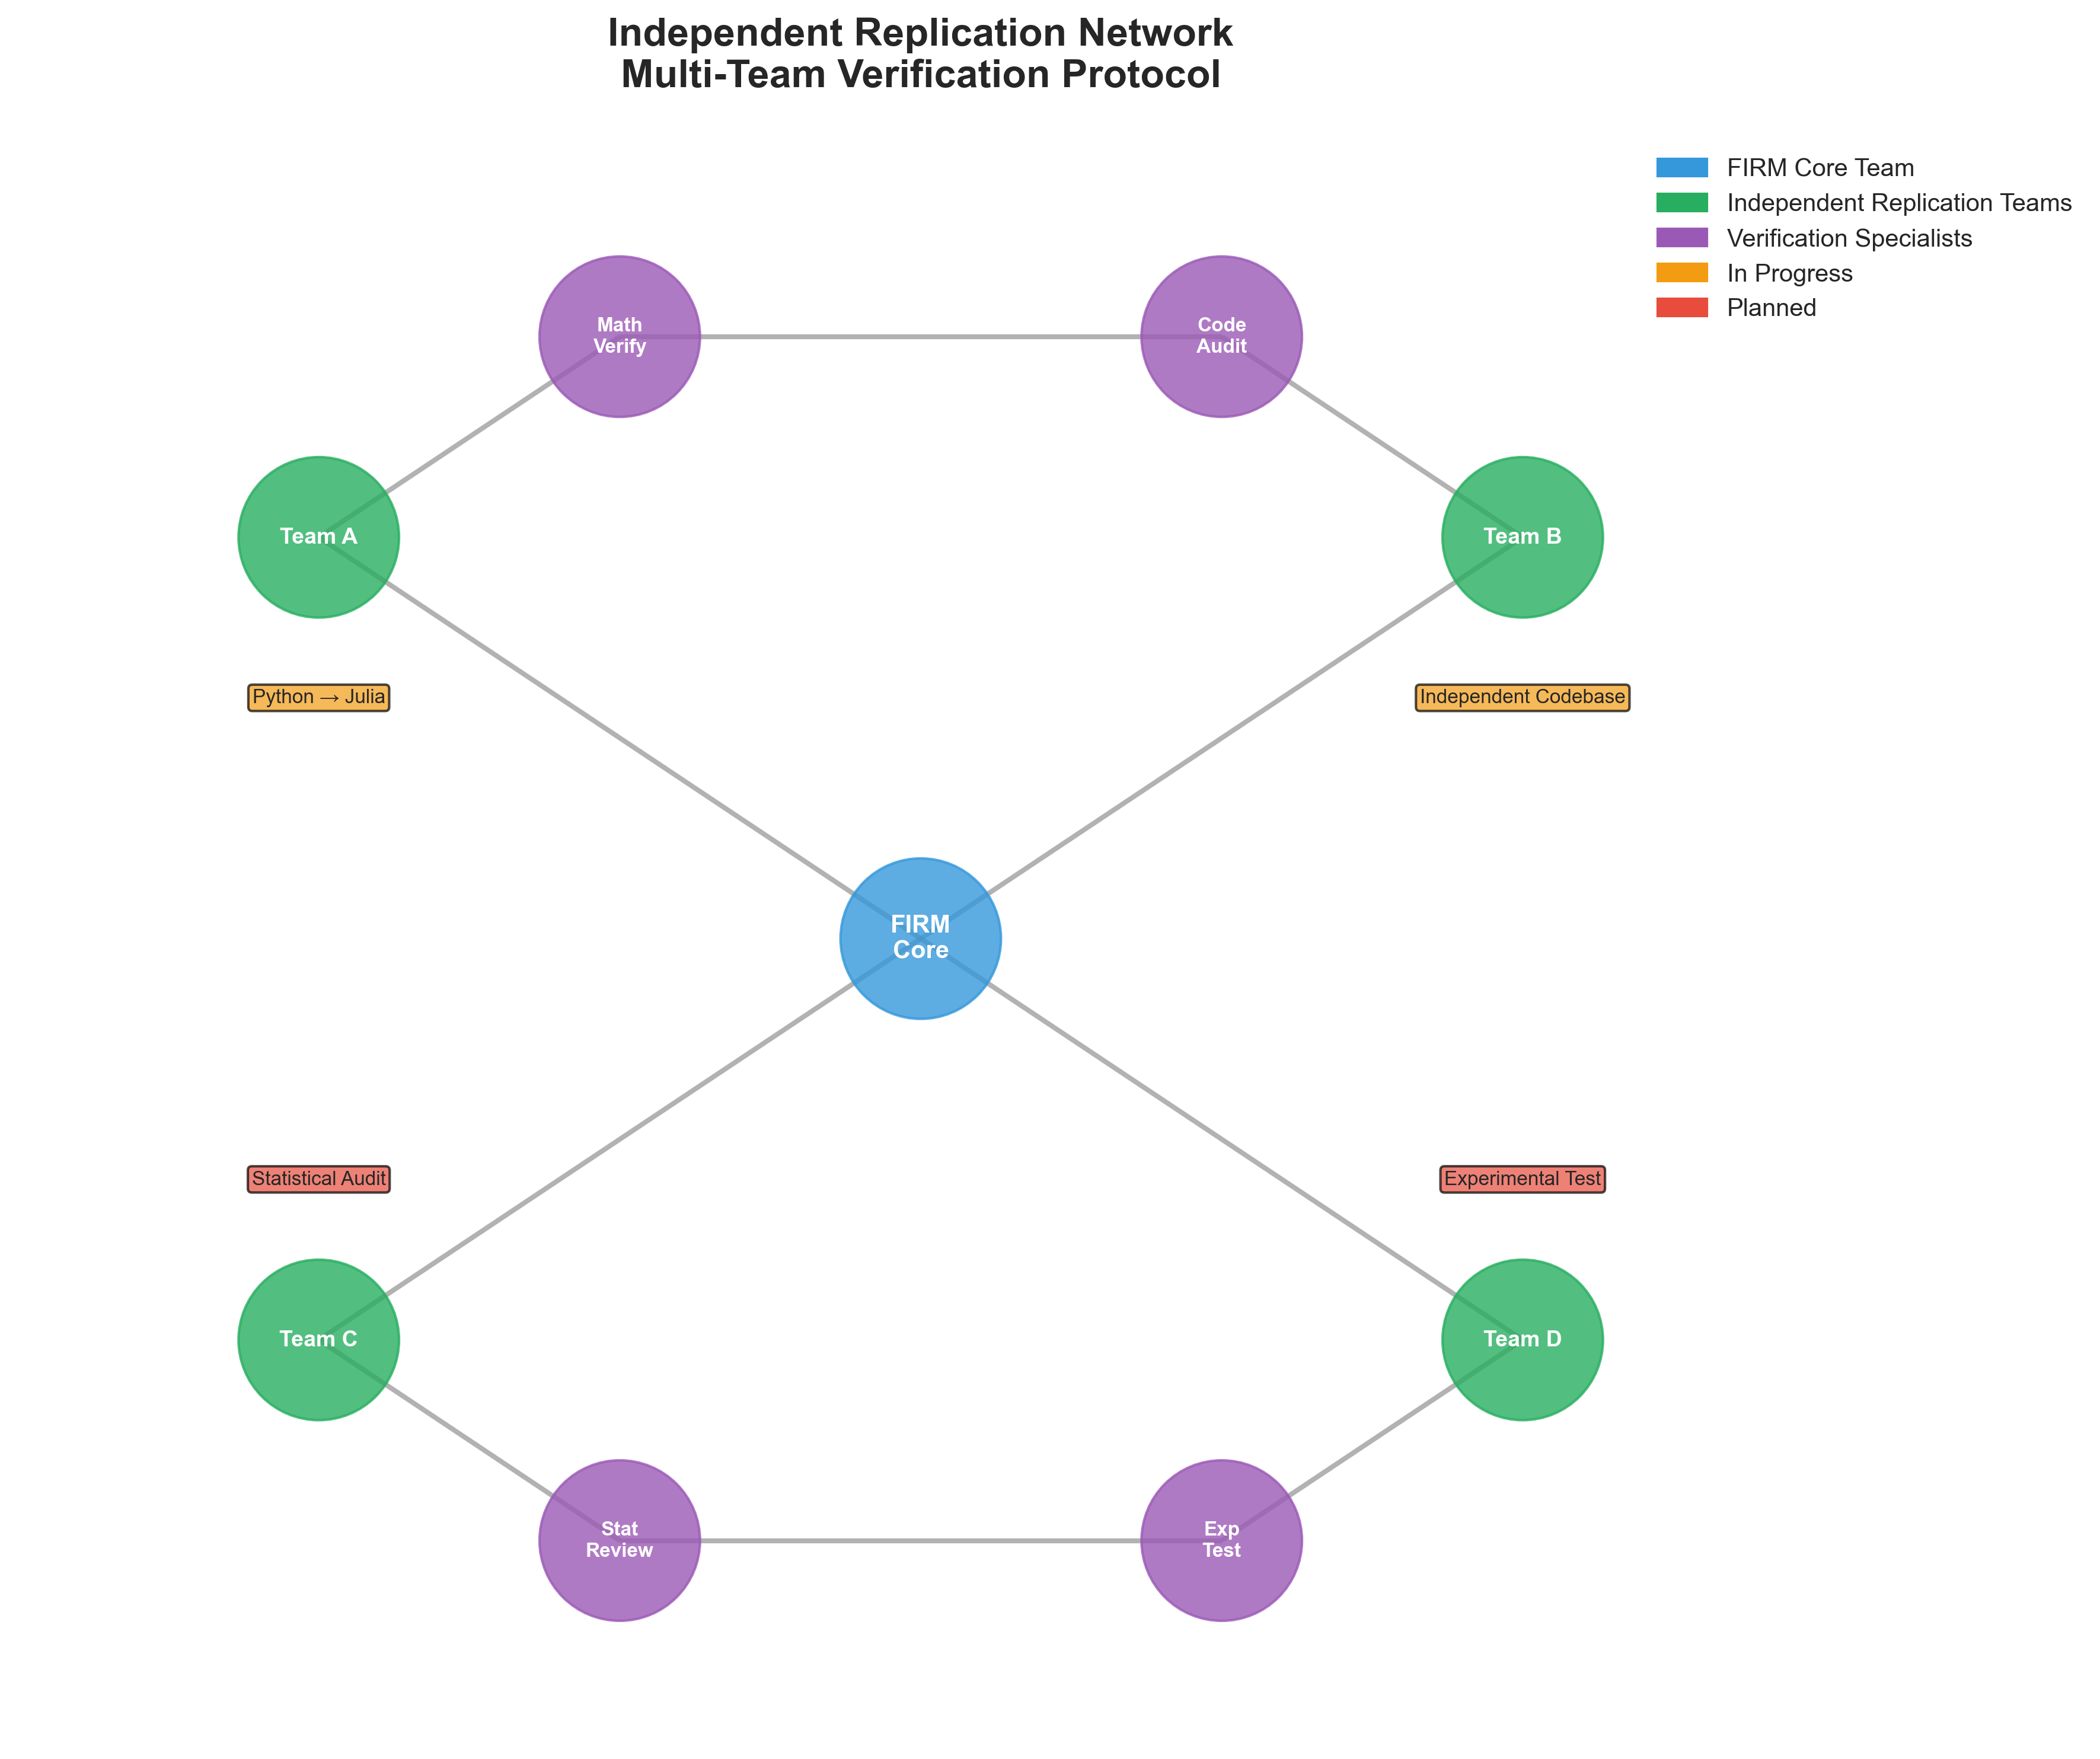 Independent Replication Network
Multi-Team Verification Protocol
FIRM Core Team
Independent Replication Teams
Verification Specialists
In Progress
Planned
Math
Verify
Code
Audit
Team A
Team B
Python → Julia
Independent Codebase
FIRM
Core
Statistical Audit
Experimental Test
Team C
Team D
Stat
Review
Exp
Test